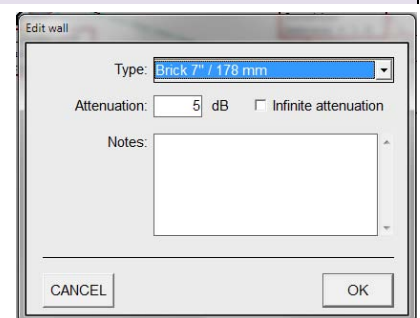 Edit wall
Type: Brick 7" / 178 mm
Attenuation: 5 dB Infinite attenuation
Notes:
CANCEL OK